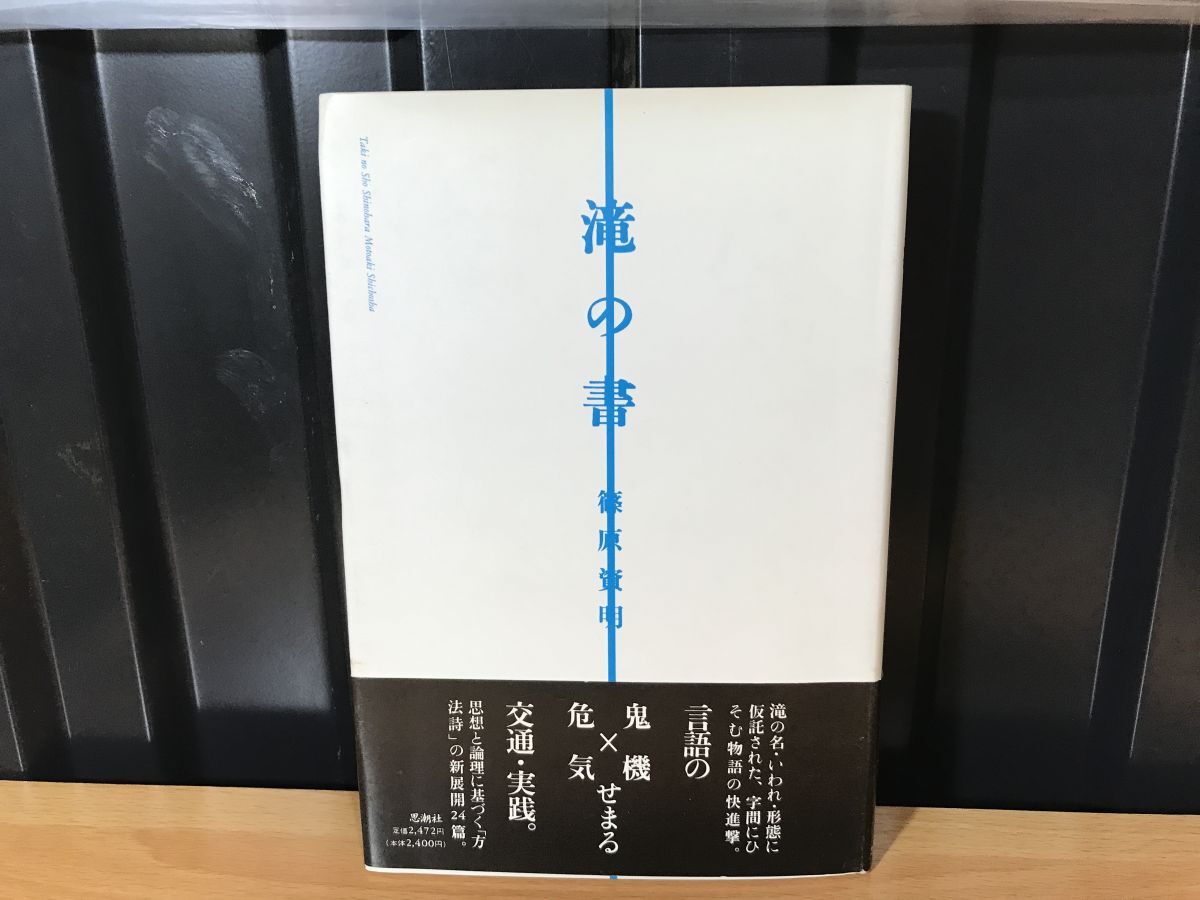 滝の書
篠原資明
Taki no Sho Shinohara Motoaki Shichosha
滝の名・いわれ・形態に
仮託された、字間にひ
そむ物語の快進撃。
言語の
鬼 機
×
危 気
せまる
交通・実践。
思想と論理に基づく「方
法詩」の新展開24篇。
思潮社
定価2,472円
(本体2,400円)